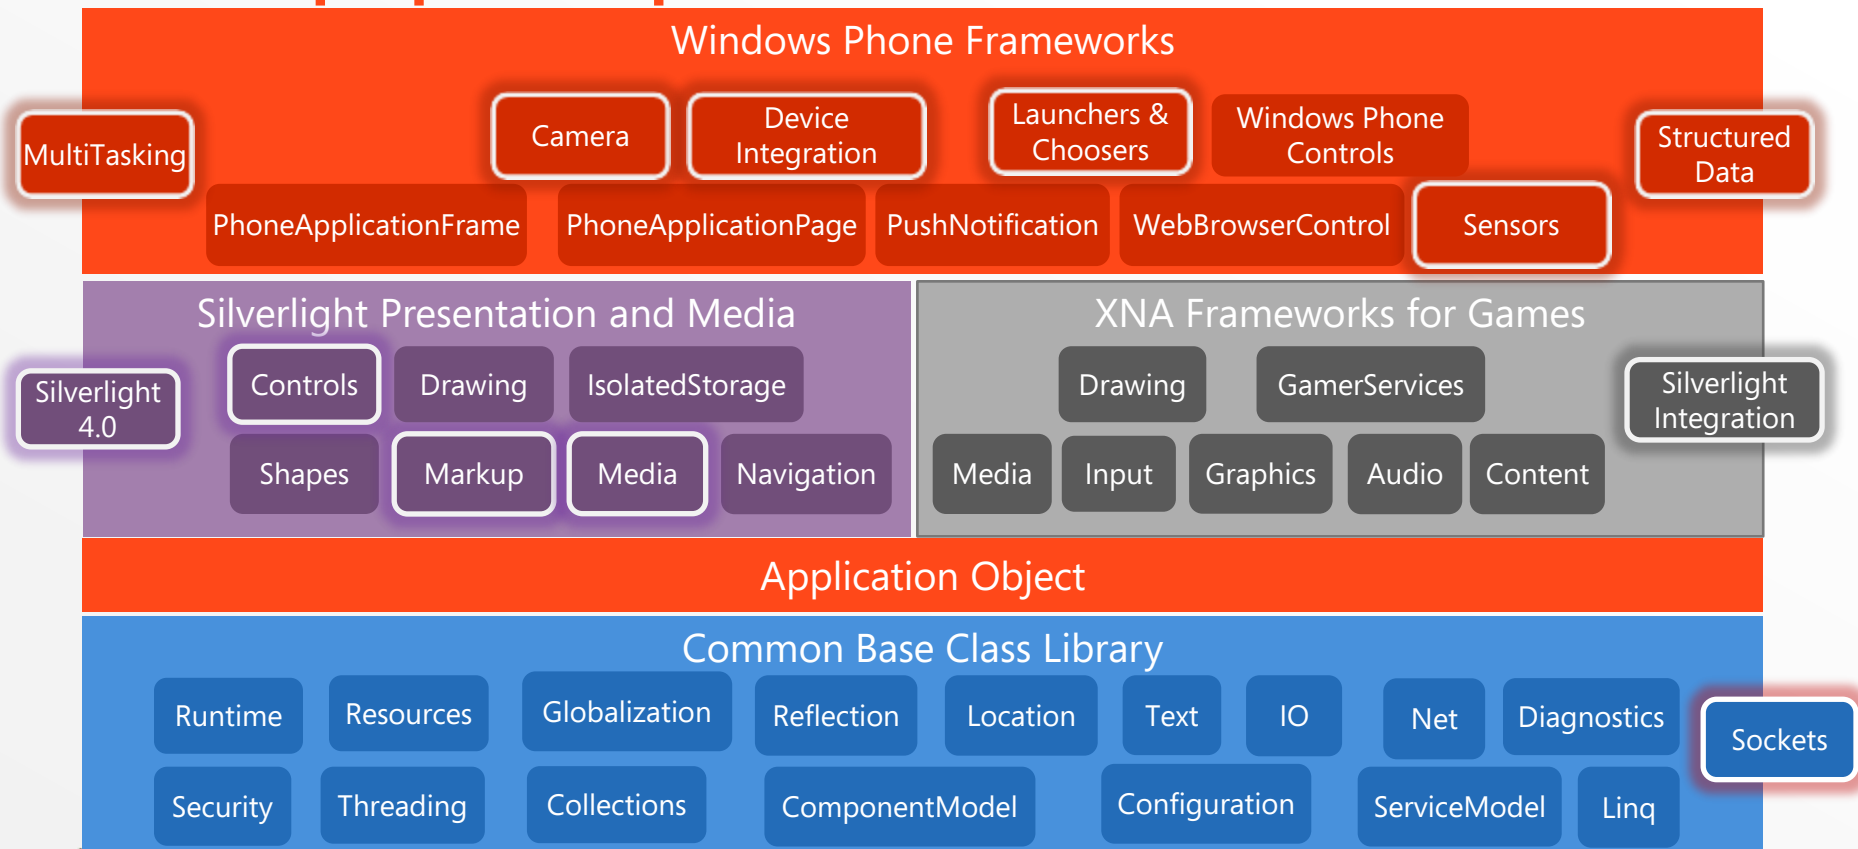 Windows Phone Frameworks
MultiTasking
Camera
Device
Integration
Launchers &
Choosers
Windows Phone
Controls
Structured
Data
PhoneApplicationFrame
PhoneApplicationPage
PushNotification
WebBrowserControl
Sensors
Silverlight Presentation and Media
Silverlight
4.0
Controls
Drawing
IsolatedStorage
Shapes
Markup
Media
Navigation
XNA Frameworks for Games
Drawing
GamerServices
Silverlight
Integration
Media
Input
Graphics
Audio
Content
Application Object
Common Base Class Library
Runtime
Resources
Globalization
Reflection
Location
Text
IO
Net
Diagnostics
Sockets
Security
Threading
Collections
ComponentModel
Configuration
ServiceModel
Linq